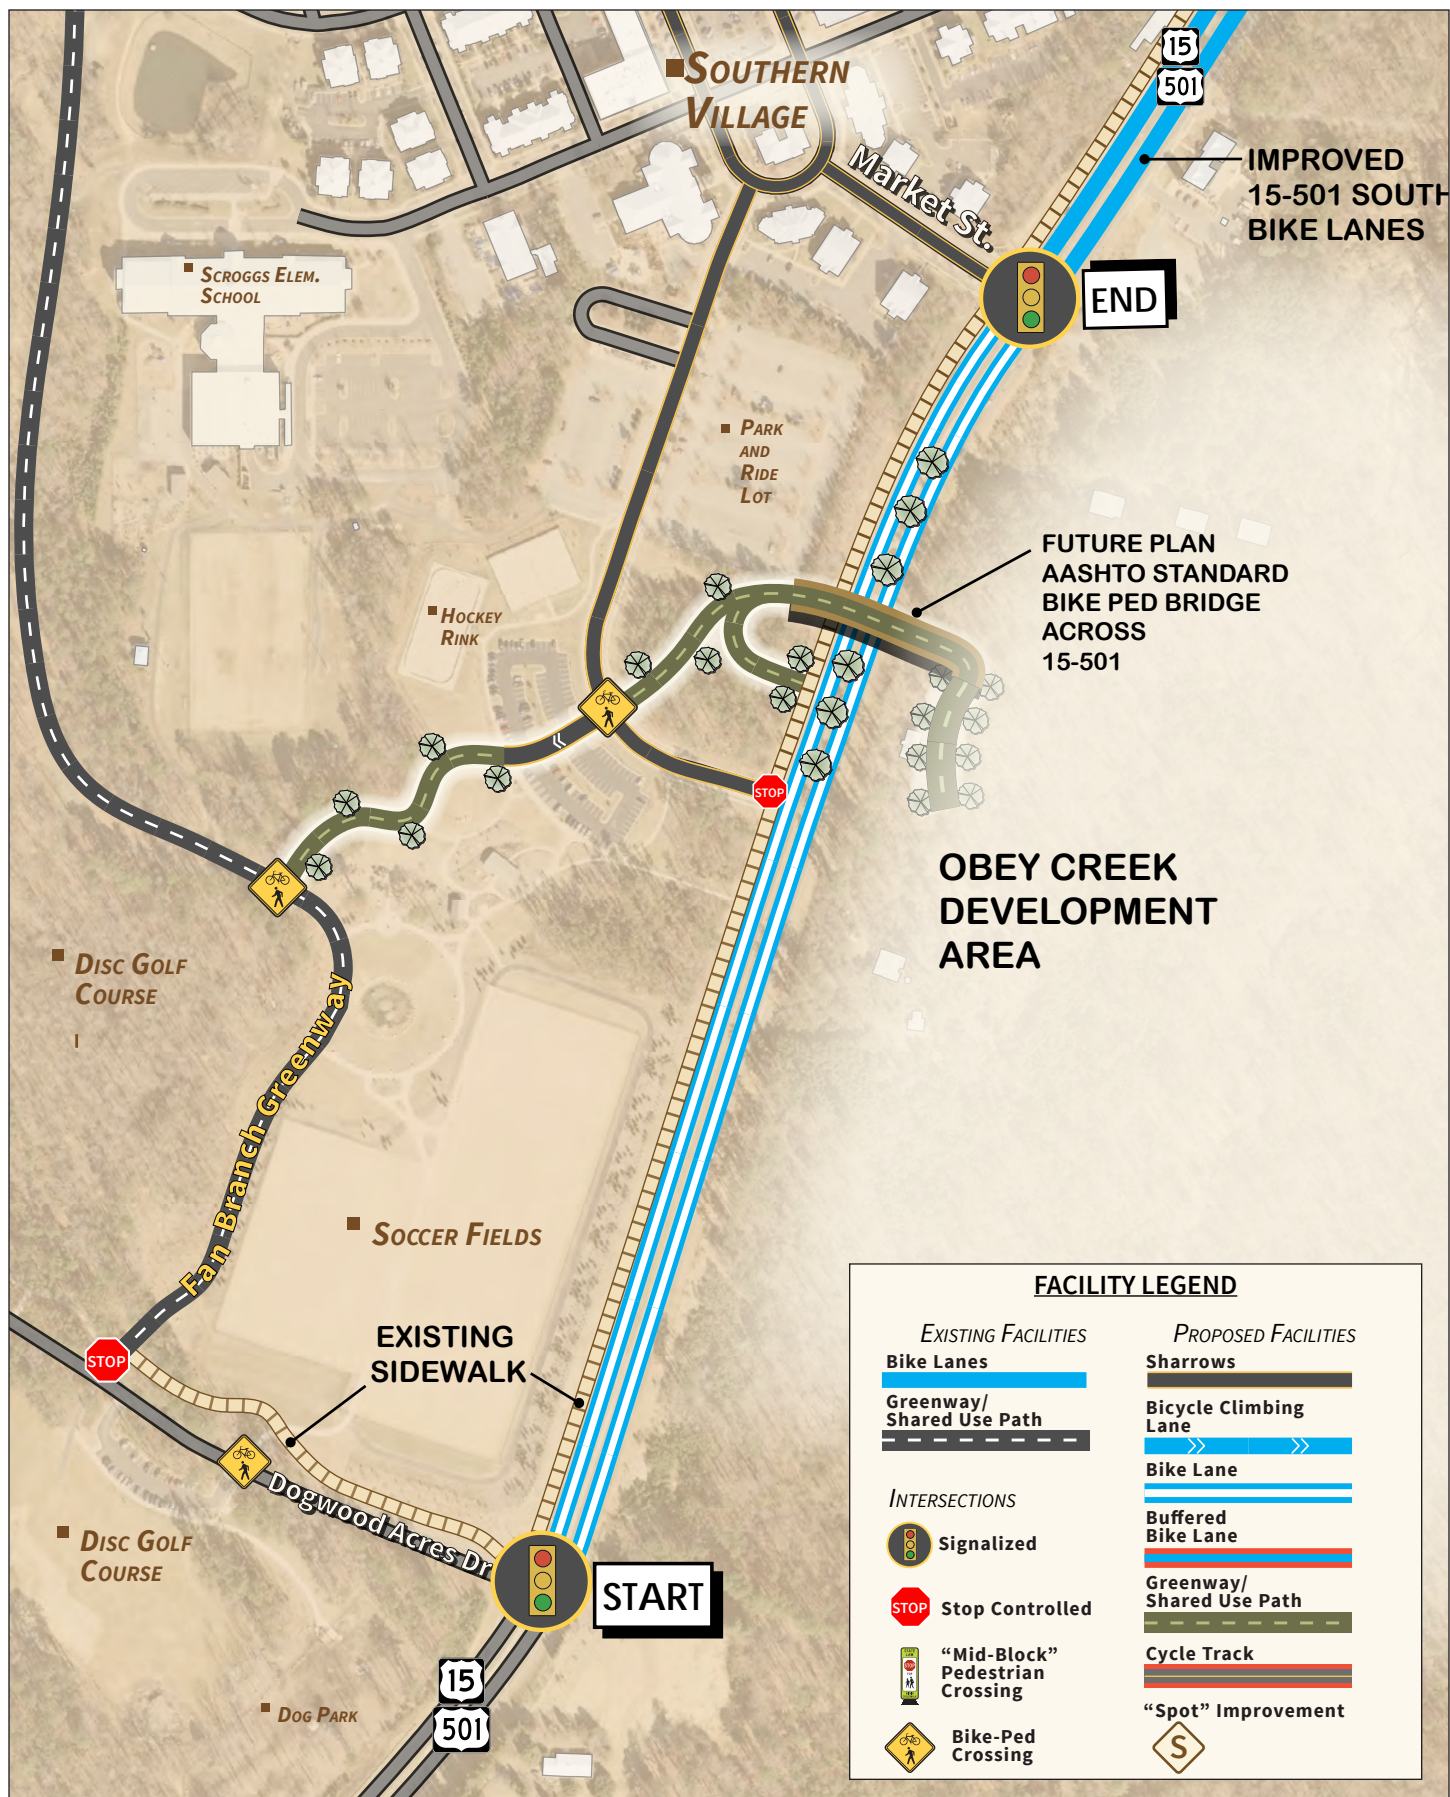 SOUTHERN
VILLAGE
15
501
IMPROVED
15-501 SOUTH
BIKE LANES
Market St.
END
SCROGGS ELEM.
SCHOOL
PARK
AND
RIDE
LOT
FUTURE PLAN
AASHTO STANDARD
BIKE PED BRIDGE
ACROSS
15-501
HOCKEY
RINK
STOP
OBEY CREEK
DEVELOPMENT
AREA
DISC GOLF
COURSE
Fan Branch Greenway
SOCCER FIELDS
EXISTING
SIDEWALK
STOP
Dogwood Acres Dr
DISC GOLF
COURSE
START
15
501
DOG PARK
FACILITY LEGEND
EXISTING FACILITIES
Bike Lanes
Greenway/
Shared Use Path
INTERSECTIONS
Signalized
STOP
Stop Controlled
“Mid-Block”
Pedestrian
Crossing
Bike-Ped
Crossing
PROPOSED FACILITIES
Sharrows
Bicycle Climbing
Lane
Bike Lane
Buffered
Bike Lane
Greenway/
Shared Use Path
Cycle Track
“Spot” Improvement
S